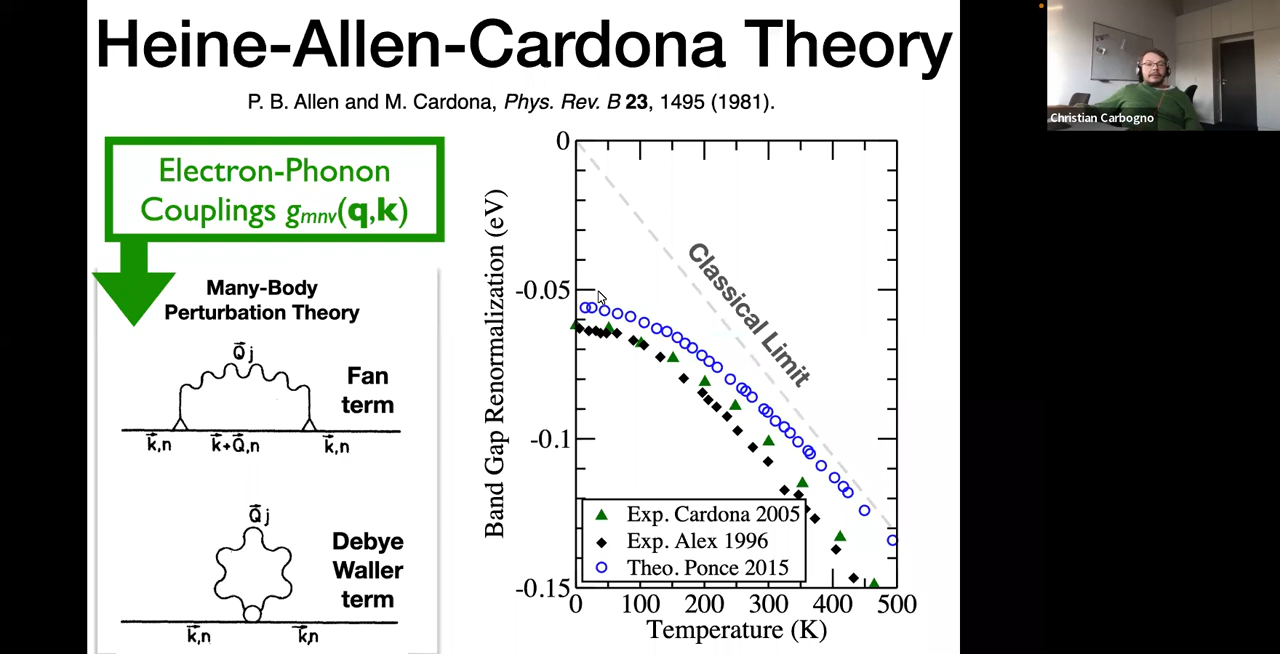 Heine-Allen-Cardona Theory
P. B. Allen and M. Cardona, Phys. Rev. B 23, 1495 (1981).
Christian Carbogno
Electron-Phonon
Couplings gmnν(q,k)
Many-Body
Perturbation Theory
Q⃗j
Fan
term
k⃗,n
k⃗+Q⃗,n
k⃗,n
Q⃗j
Debye
Waller
term
k⃗,n
k⃗,n
Band Gap Renormalization (eV)
0
-0.05
-0.1
-0.15
Classical Limit
Exp. Cardona 2005
Exp. Alex 1996
Theo. Ponce 2015
0 100 200 300 400 500
Temperature (K)